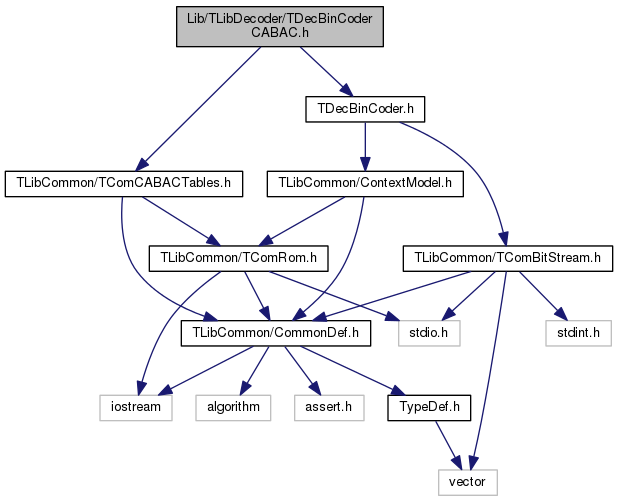 Lib/TLibDecoder/TDecBinCoder
CABAC.h
TDecBinCoder.h
TLibCommon/TComCABACTables.h
TLibCommon/ContextModel.h
TLibCommon/TComRom.h
TLibCommon/TComBitStream.h
TLibCommon/CommonDef.h
stdio.h
stdint.h
iostream
algorithm
assert.h
TypeDef.h
vector